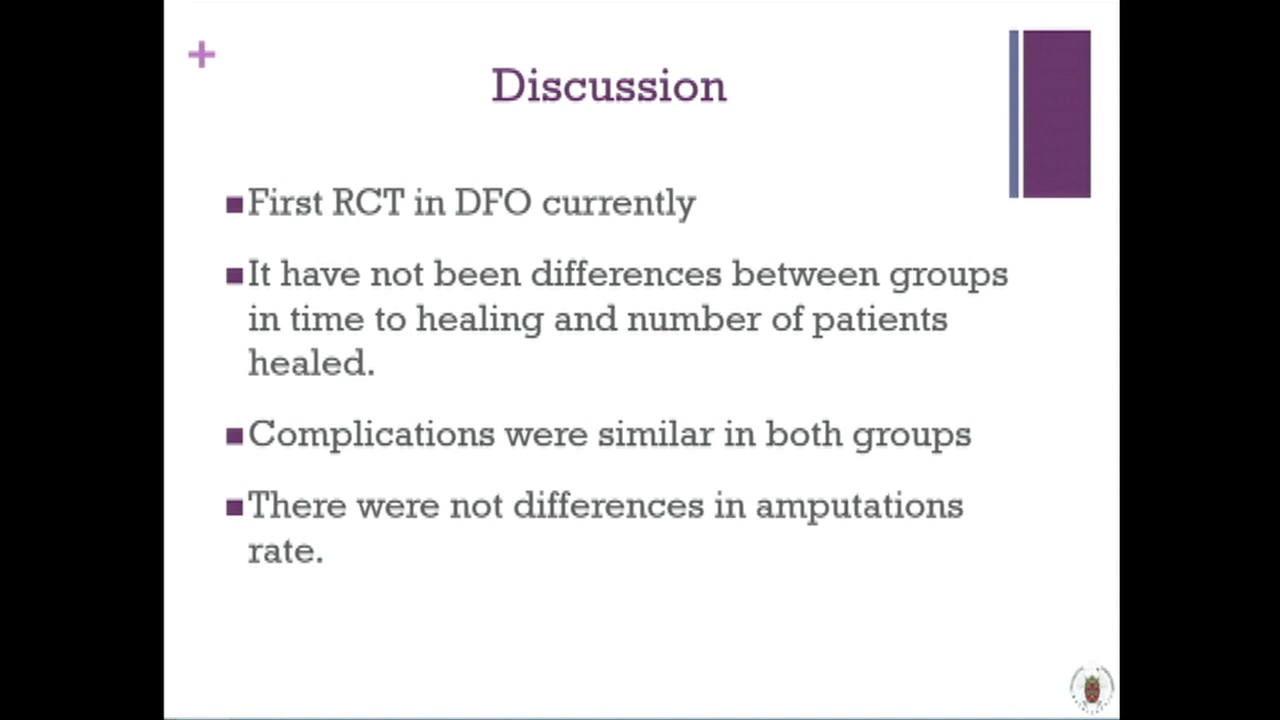 +
Discussion
First RCT in DFO currently
It have not been differences between groups
in time to healing and number of patients
healed.
Complications were similar in both groups
There were not differences in amputations
rate.